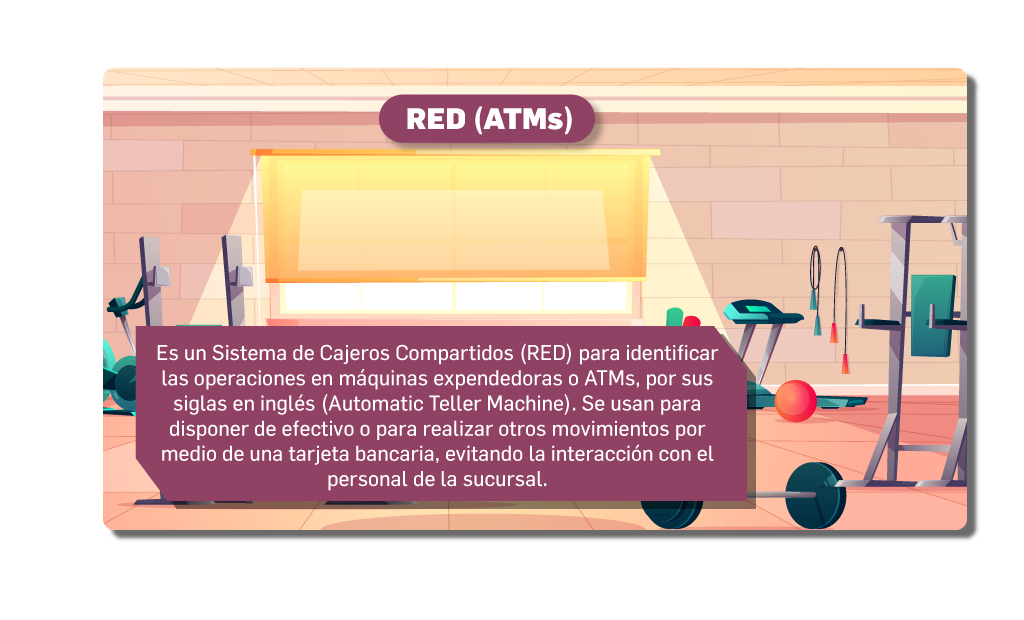 RED (ATMs)
Es un Sistema de Cajeros Compartidos (RED) para identificar
las operaciones en máquinas expendedoras o ATMs, por sus
siglas en inglés (Automatic Teller Machine). Se usan para
disponer de efectivo o para realizar otros movimientos por
medio de una tarjeta bancaria, evitando la interacción con el
personal de la sucursal.